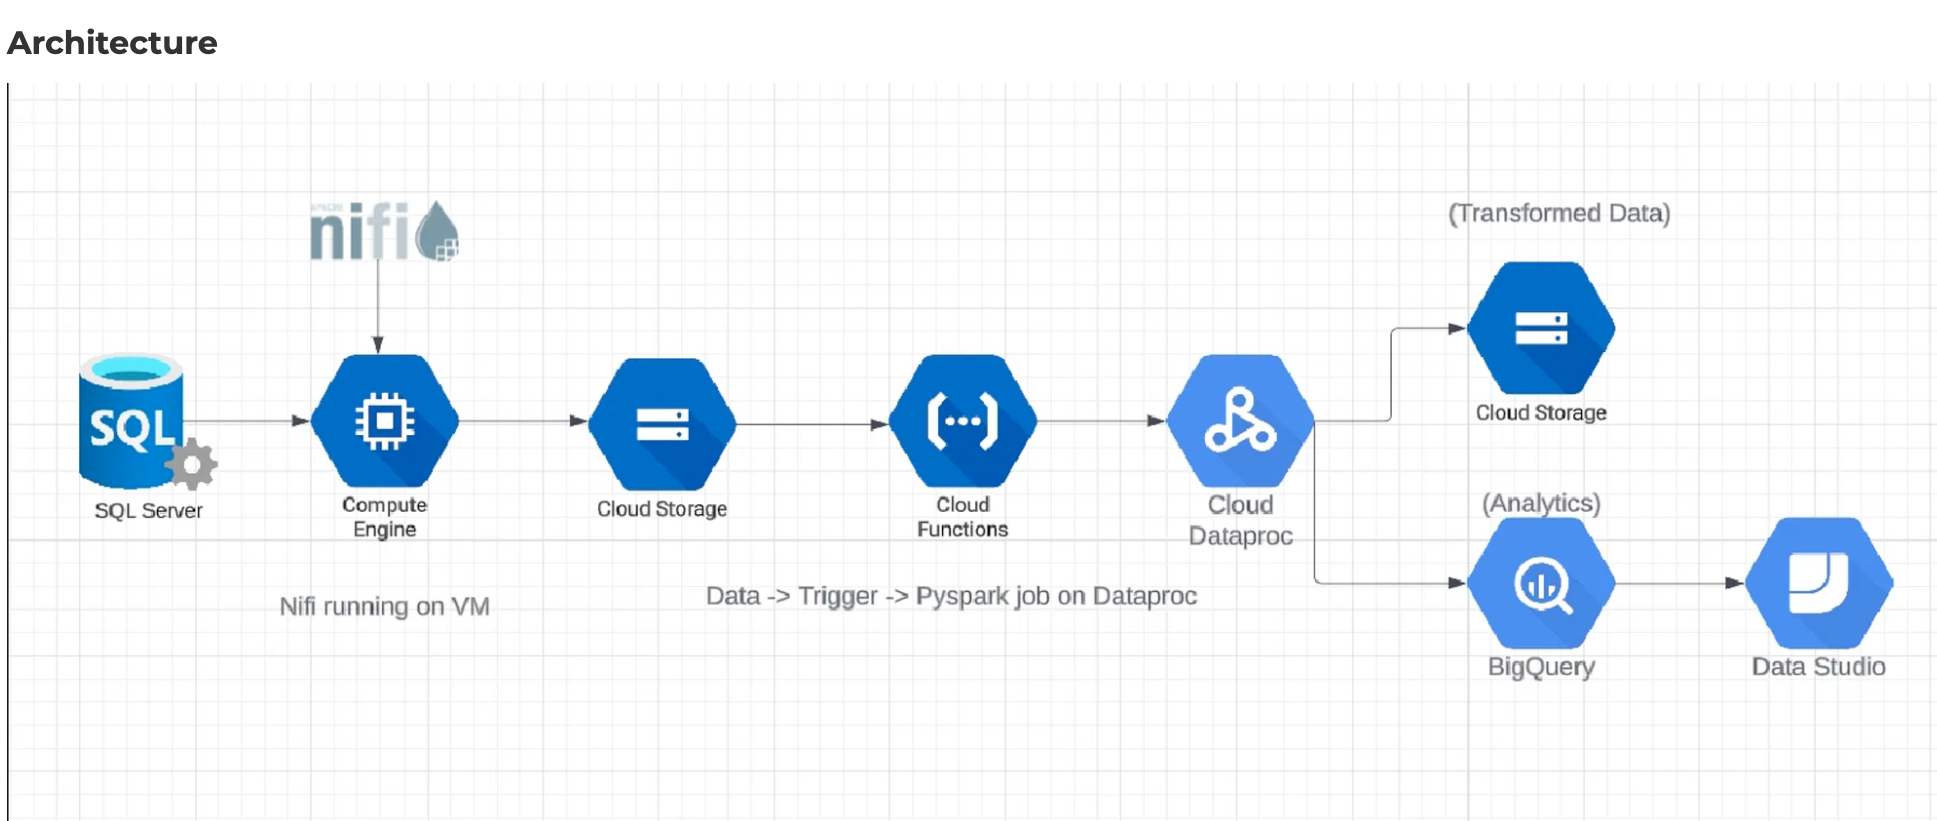 Architecture
nifi
(Transformed Data)
SQL
SQL Server
Compute
Engine
Cloud Storage
Cloud
Functions
Cloud
Dataproc
Cloud Storage
(Analytics)
Nifi running on VM
Data -> Trigger -> Pyspark job on Dataproc
BigQuery
Data Studio